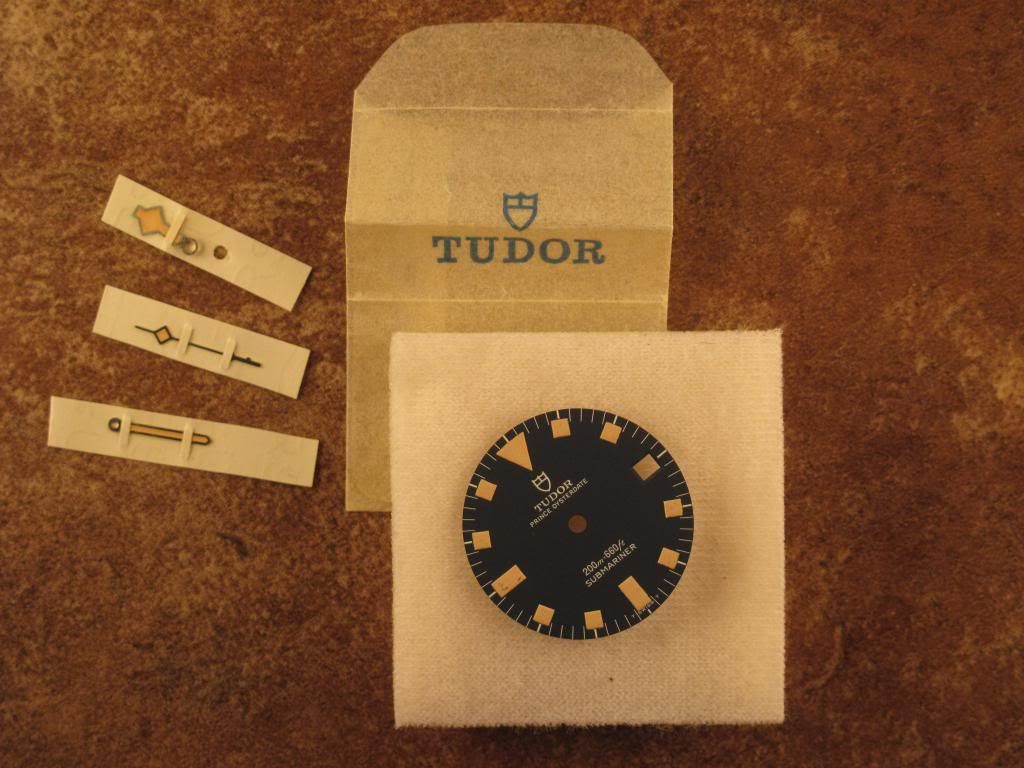 TUDOR
TUDOR
PRINCE OYSTERDATE
200m-660ft
SUBMARINER